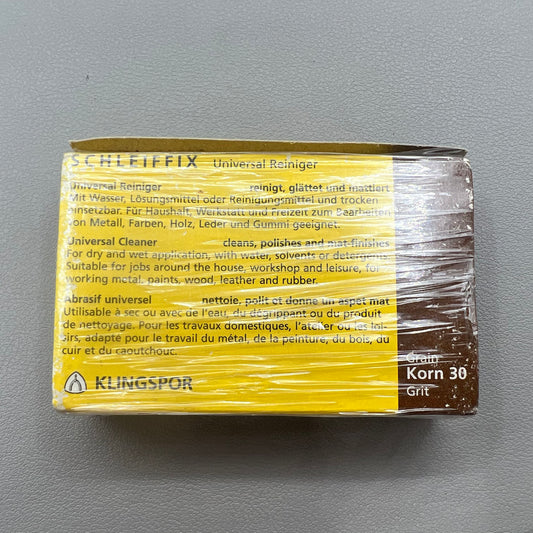 SCHLEIFFIX Universal Reiniger
Universal Reiniger reinigt, glättet und mattiert
Mit Wasser, Lösungsmittel oder Reinigungsmittel und trocken
einsetzbar. Für Haushalt, Werkstatt und Freizeit zum Bearbeiten
von Metall, Farben, Holz, Leder und Gummi geeignet.
Universal Cleaner cleans, polishes and mat-finishes
For dry and wet application, with water, solvents or detergents.
Suitable for jobs around the house, workshop and leisure, for
working metal, paints, wood, leather and rubber.
Abrasif universel nettoie, polit et donne un aspet mat
Utilisable à sec ou avec de l'eau, du dégrippant ou du produit
de nettoyage. Pour les travaux domestiques, l'atelier ou les loi-
sirs, adapté pour le travail du métal, de la peinture, du bois, du
cuir et du caoutchouc.
KLINGSPOR
Grain
Korn 30
Grit